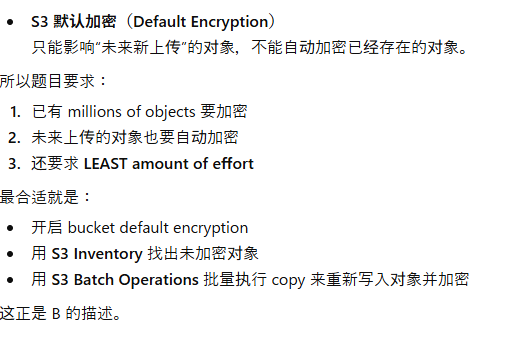 • S3 默认加密（Default Encryption）
只能影响“未来新上传”的对象，不能自动加密已经存在的对象。
所以题目要求：
1. 已有 millions of objects 要加密
2. 未来上传的对象也要自动加密
3. 还要求 LEAST amount of effort
最合适就是：
• 开启 bucket default encryption
• 用 S3 Inventory 找出未加密对象
• 用 S3 Batch Operations 批量执行 copy 来重新写入对象并加密
这正是 B 的描述。